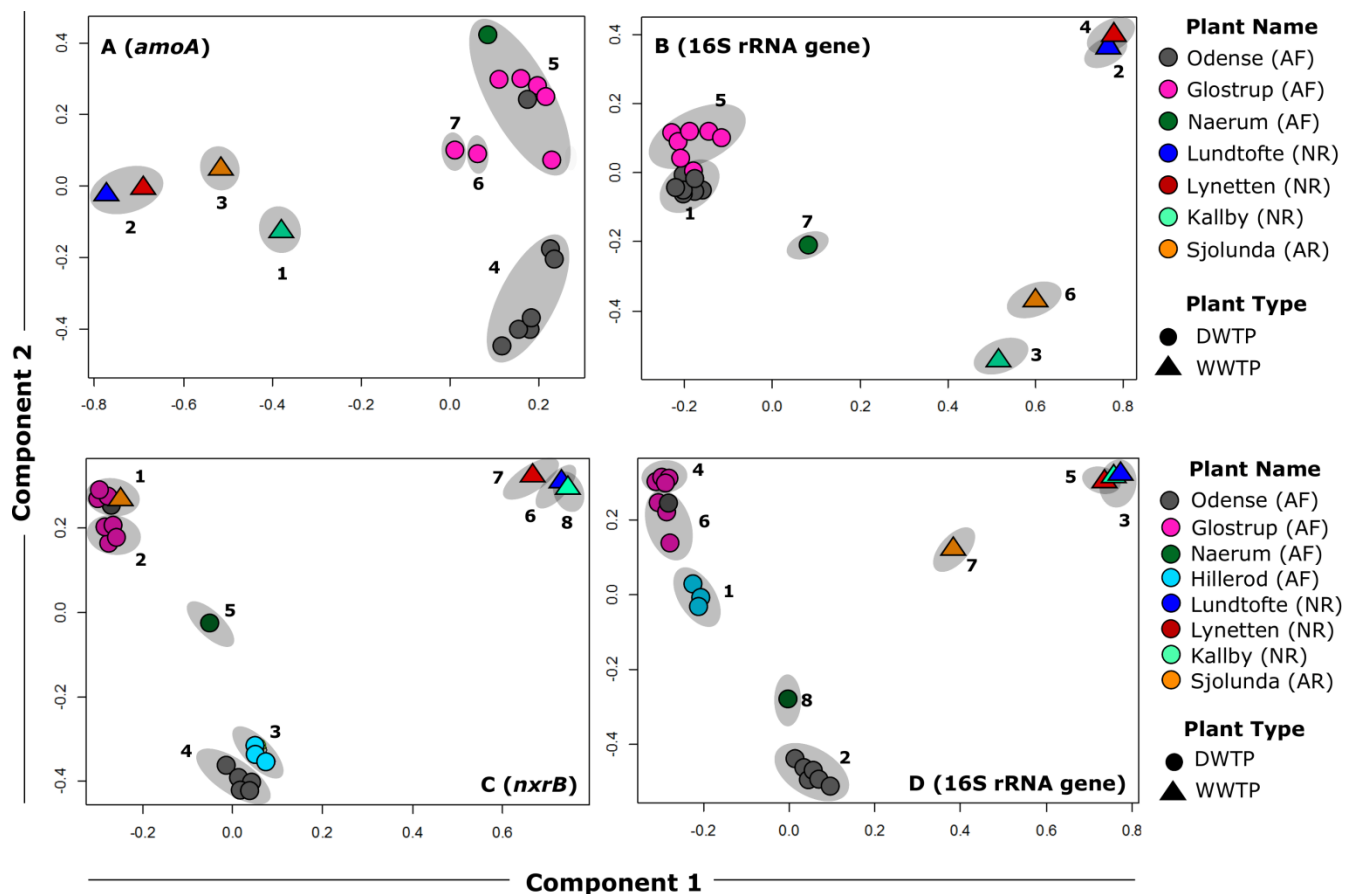 A (amoA)
0.4
0.2
0.0
-0.2
-0.4
-0.8
-0.6
-0.4
-0.2
0.0
0.2
5
7
6
3
2
1
4
B (16S rRNA gene)
0.4
0.2
0.0
-0.2
-0.4
-0.2
0.0
0.2
0.4
0.6
0.8
4
2
5
1
7
6
3
Plant Name
Odense (AF)
Glostrup (AF)
Naerum (AF)
Lundtofte (NR)
Lynetten (NR)
Kallby (NR)
Sjolunda (AR)
Plant Type
DWTP
WWTP
Component 2
C (nxrB)
0.2
0.0
-0.2
-0.4
-0.2
0.0
0.2
0.4
0.6
1
2
7
6
8
5
3
4
D (16S rRNA gene)
0.2
0.0
-0.2
-0.4
-0.2
0.0
0.2
0.4
0.6
0.8
4
5
3
6
7
1
8
2
Plant Name
Odense (AF)
Glostrup (AF)
Naerum (AF)
Hillerod (AF)
Lundtofte (NR)
Lynetten (NR)
Kallby (NR)
Sjolunda (AR)
Plant Type
DWTP
WWTP
Component 1